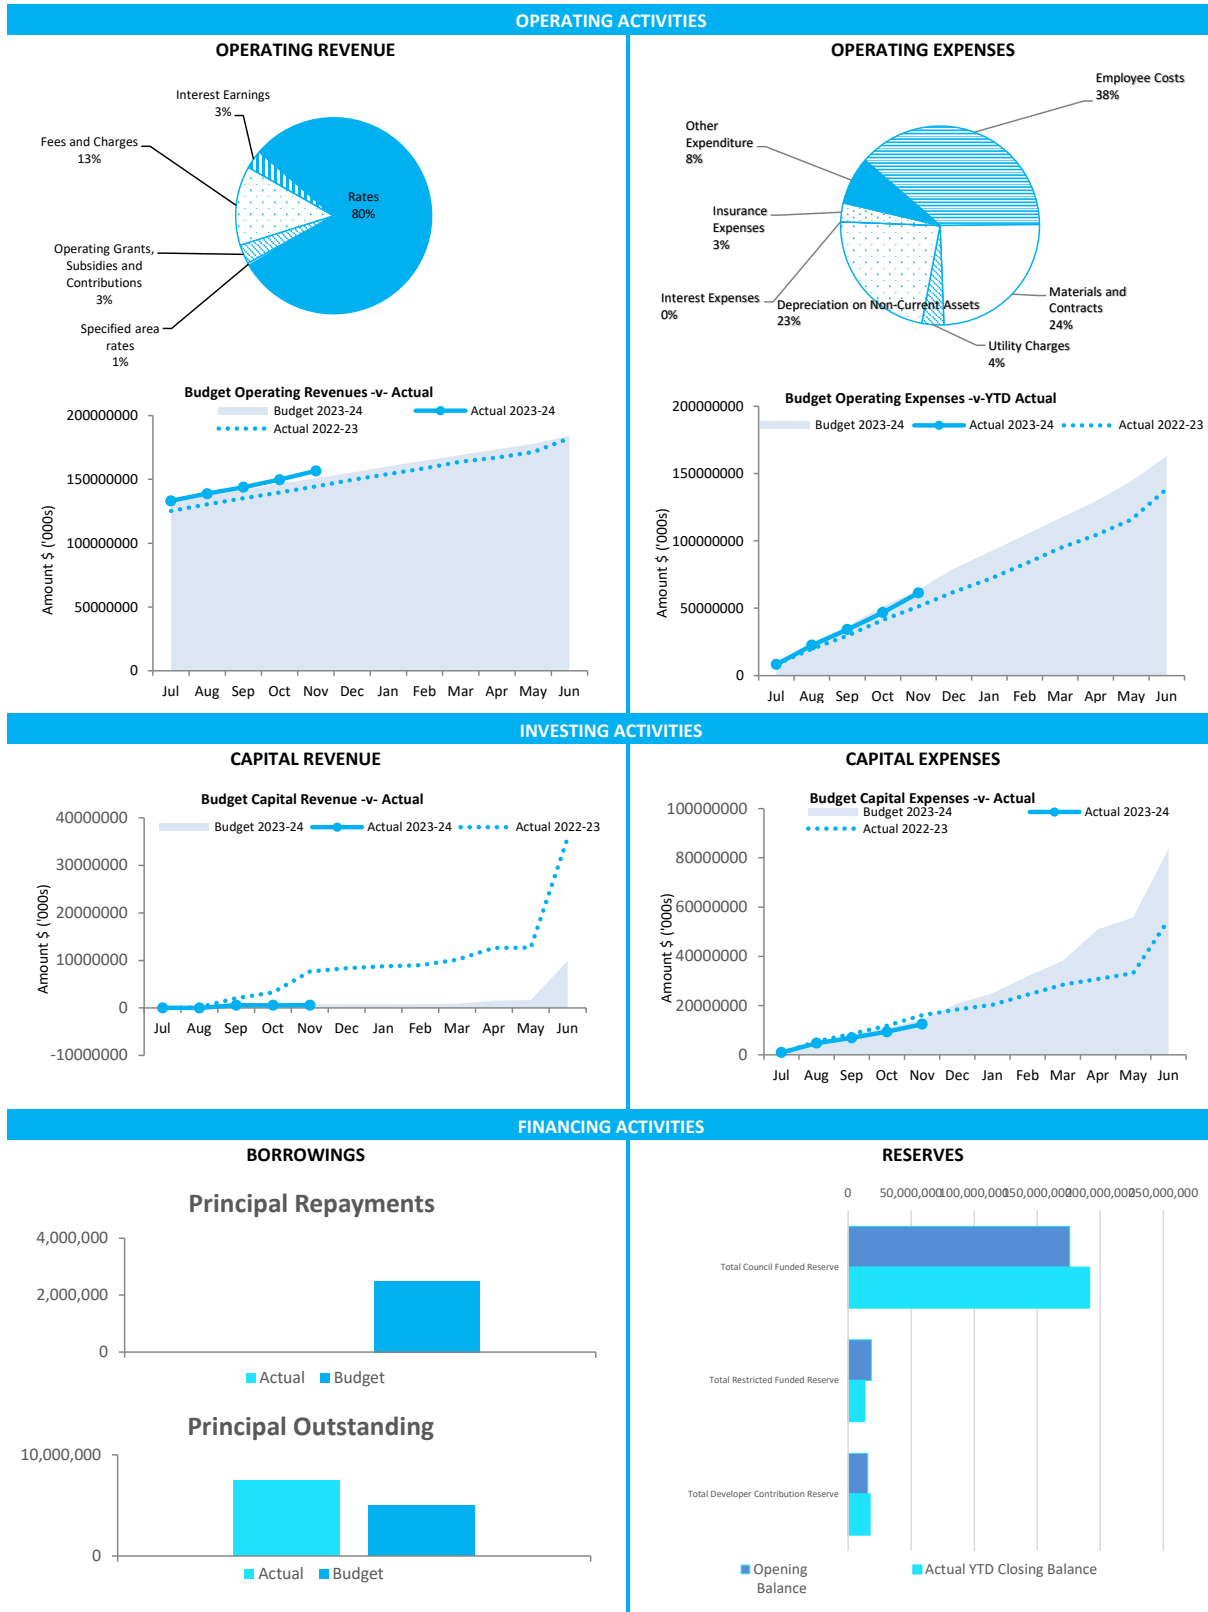 OPERATING ACTIVITIES
OPERATING REVENUE
Interest Earnings
3%
Fees and Charges
13%
Rates
80%
Operating Grants,
Subsidies and
Contributions
3%
Specified area
rates
1%
OPERATING EXPENSES
Employee Costs
38%
Other
Expenditure
8%
Insurance
Expenses
3%
Interest Expenses
0%
Depreciation on Non-Current Assets
23%
Materials and
Contracts
24%
Utility Charges
4%
Budget Operating Revenues -v- Actual
Budget 2023-24
Actual 2023-24
Actual 2022-23
200000000
150000000
100000000
50000000
0
Amount $ ('000s)
Jul Aug Sep Oct Nov Dec Jan Feb Mar Apr May Jun
Budget Operating Expenses -v-YTD Actual
Budget 2023-24 Actual 2023-24 Actual 2022-23
200000000
150000000
100000000
50000000
0
Amount $ ('000s)
Jul Aug Sep Oct Nov Dec Jan Feb Mar Apr May Jun
INVESTING ACTIVITIES
CAPITAL REVENUE
Budget Capital Revenue -v- Actual
Budget 2023-24 Actual 2023-24 Actual 2022-23
40000000
30000000
20000000
10000000
0
-10000000
Amount $ ('000s)
Jul Aug Sep Oct Nov Dec Jan Feb Mar Apr May Jun
CAPITAL EXPENSES
Budget Capital Expenses -v- Actual
Budget 2023-24
Actual 2023-24
Actual 2022-23
100000000
80000000
60000000
40000000
20000000
0
Amount $ ('000s)
Jul Aug Sep Oct Nov Dec Jan Feb Mar Apr May Jun
FINANCING ACTIVITIES
BORROWINGS
Principal Repayments
4,000,000
2,000,000
0
Actual Budget
Principal Outstanding
10,000,000
0
Actual Budget
RESERVES
0 50,000,000 100,000,000 150,000,000 200,000,000 250,000,000
Total Council Funded Reserve
Total Restricted Funded Reserve
Total Developer Contribution Reserve
Opening
Balance
Actual YTD Closing Balance